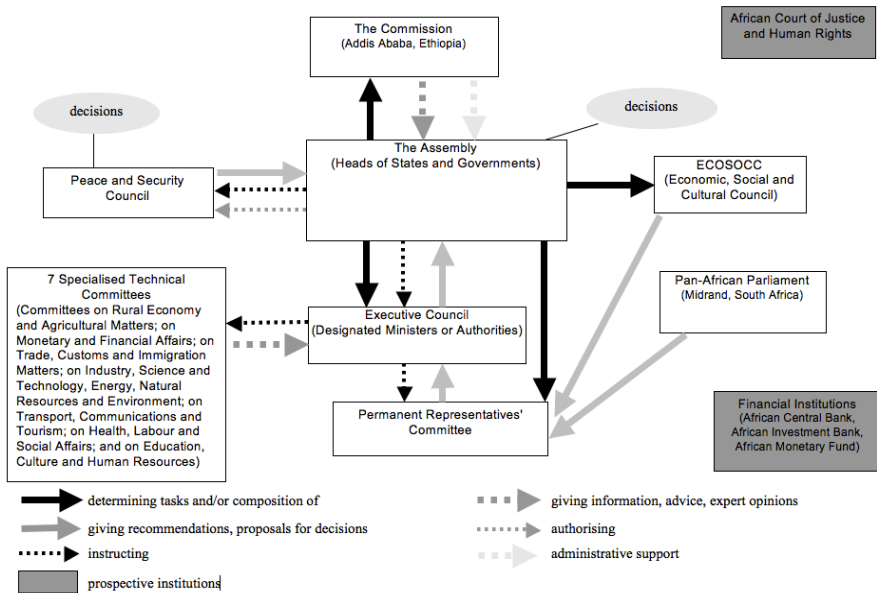 The Commission
(Addis Ababa, Ethiopia)
African Court of Justice
and Human Rights
decisions
decisions
The Assembly
(Heads of States and Governments)
Peace and Security
Council
ECOSOCC
(Economic, Social and
Cultural Council)
7 Specialised Technical
Committees
(Committees on Rural Economy
and Agricultural Matters; on
Monetary and Financial Affairs; on
Trade, Customs and Immigration
Matters; on Industry, Science and
Technology, Energy, Natural
Resources and Environment; on
Transport, Communications and
Tourism; on Health, Labour and
Social Affairs; and on Education,
Culture and Human Resources)
Pan-African Parliament
(Midrand, South Africa)
Executive Council
(Designated Ministers or Authorities)
Permanent Representatives'
Committee
Financial Institutions
(African Central Bank,
African Investment Bank,
African Monetary Fund)
determining tasks and/or composition of
giving recommendations, proposals for decisions
instructing
prospective institutions
giving information, advice, expert opinions
authorising
administrative support